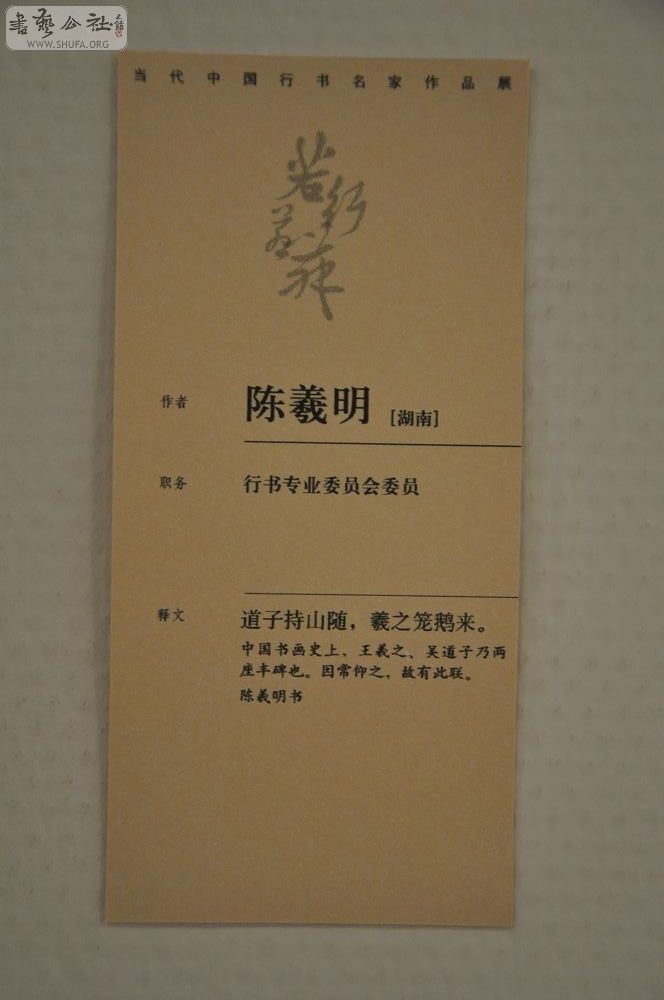 書藝公社
WWW.SHUFA.ORG
当代中国行书名家作品展
作者 陈羲明 [湖南]
职务 行书专业委员会委员
释文 道子持山随，羲之笼鹅来。
中国书画史上，王羲之、吴道子乃两
座丰碑也。因常仰之，故有此联。
陈羲明书